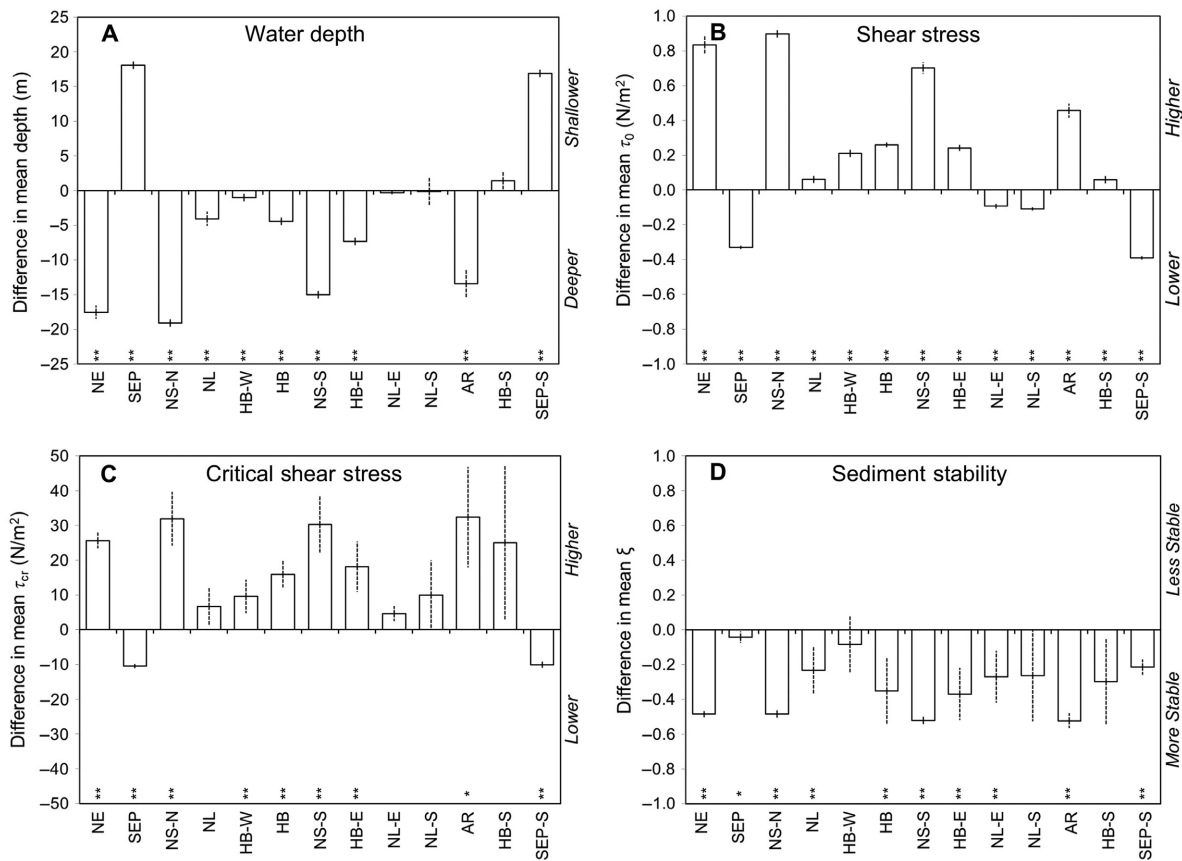 A
Water depth
Difference in mean depth (m)
25
20
15
10
5
0
–5
–10
–15
–20
–25
Shallower
Deeper
** ** ** ** ** ** ** ** ** **
NE SEP NS-N NL HB-W HB NS-S HB-E NL-E NL-S AR HB-S SEP-S
B
Shear stress
Difference in mean τ0 (N/m²)
1.0
0.8
0.6
0.4
0.2
0.0
–0.2
–0.4
–0.6
–0.8
–1.0
Higher
Lower
** ** ** ** ** ** ** ** ** ** ** ** **
NE SEP NS-N NL HB-W HB NS-S HB-E NL-E NL-S AR HB-S SEP-S
C
Critical shear stress
Difference in mean τcr (N/m²)
50
40
30
20
10
0
–10
–20
–30
–40
–50
Higher
Lower
** ** ** ** ** ** ** * **
NE SEP NS-N NL HB-W HB NS-S HB-E NL-E NL-S AR HB-S SEP-S
D
Sediment stability
Difference in mean ξ
1.0
0.8
0.6
0.4
0.2
0.0
–0.2
–0.4
–0.6
–0.8
–1.0
Less Stable
More Stable
** * ** ** ** ** ** ** ** **
NE SEP NS-N NL HB-W HB NS-S HB-E NL-E NL-S AR HB-S SEP-S